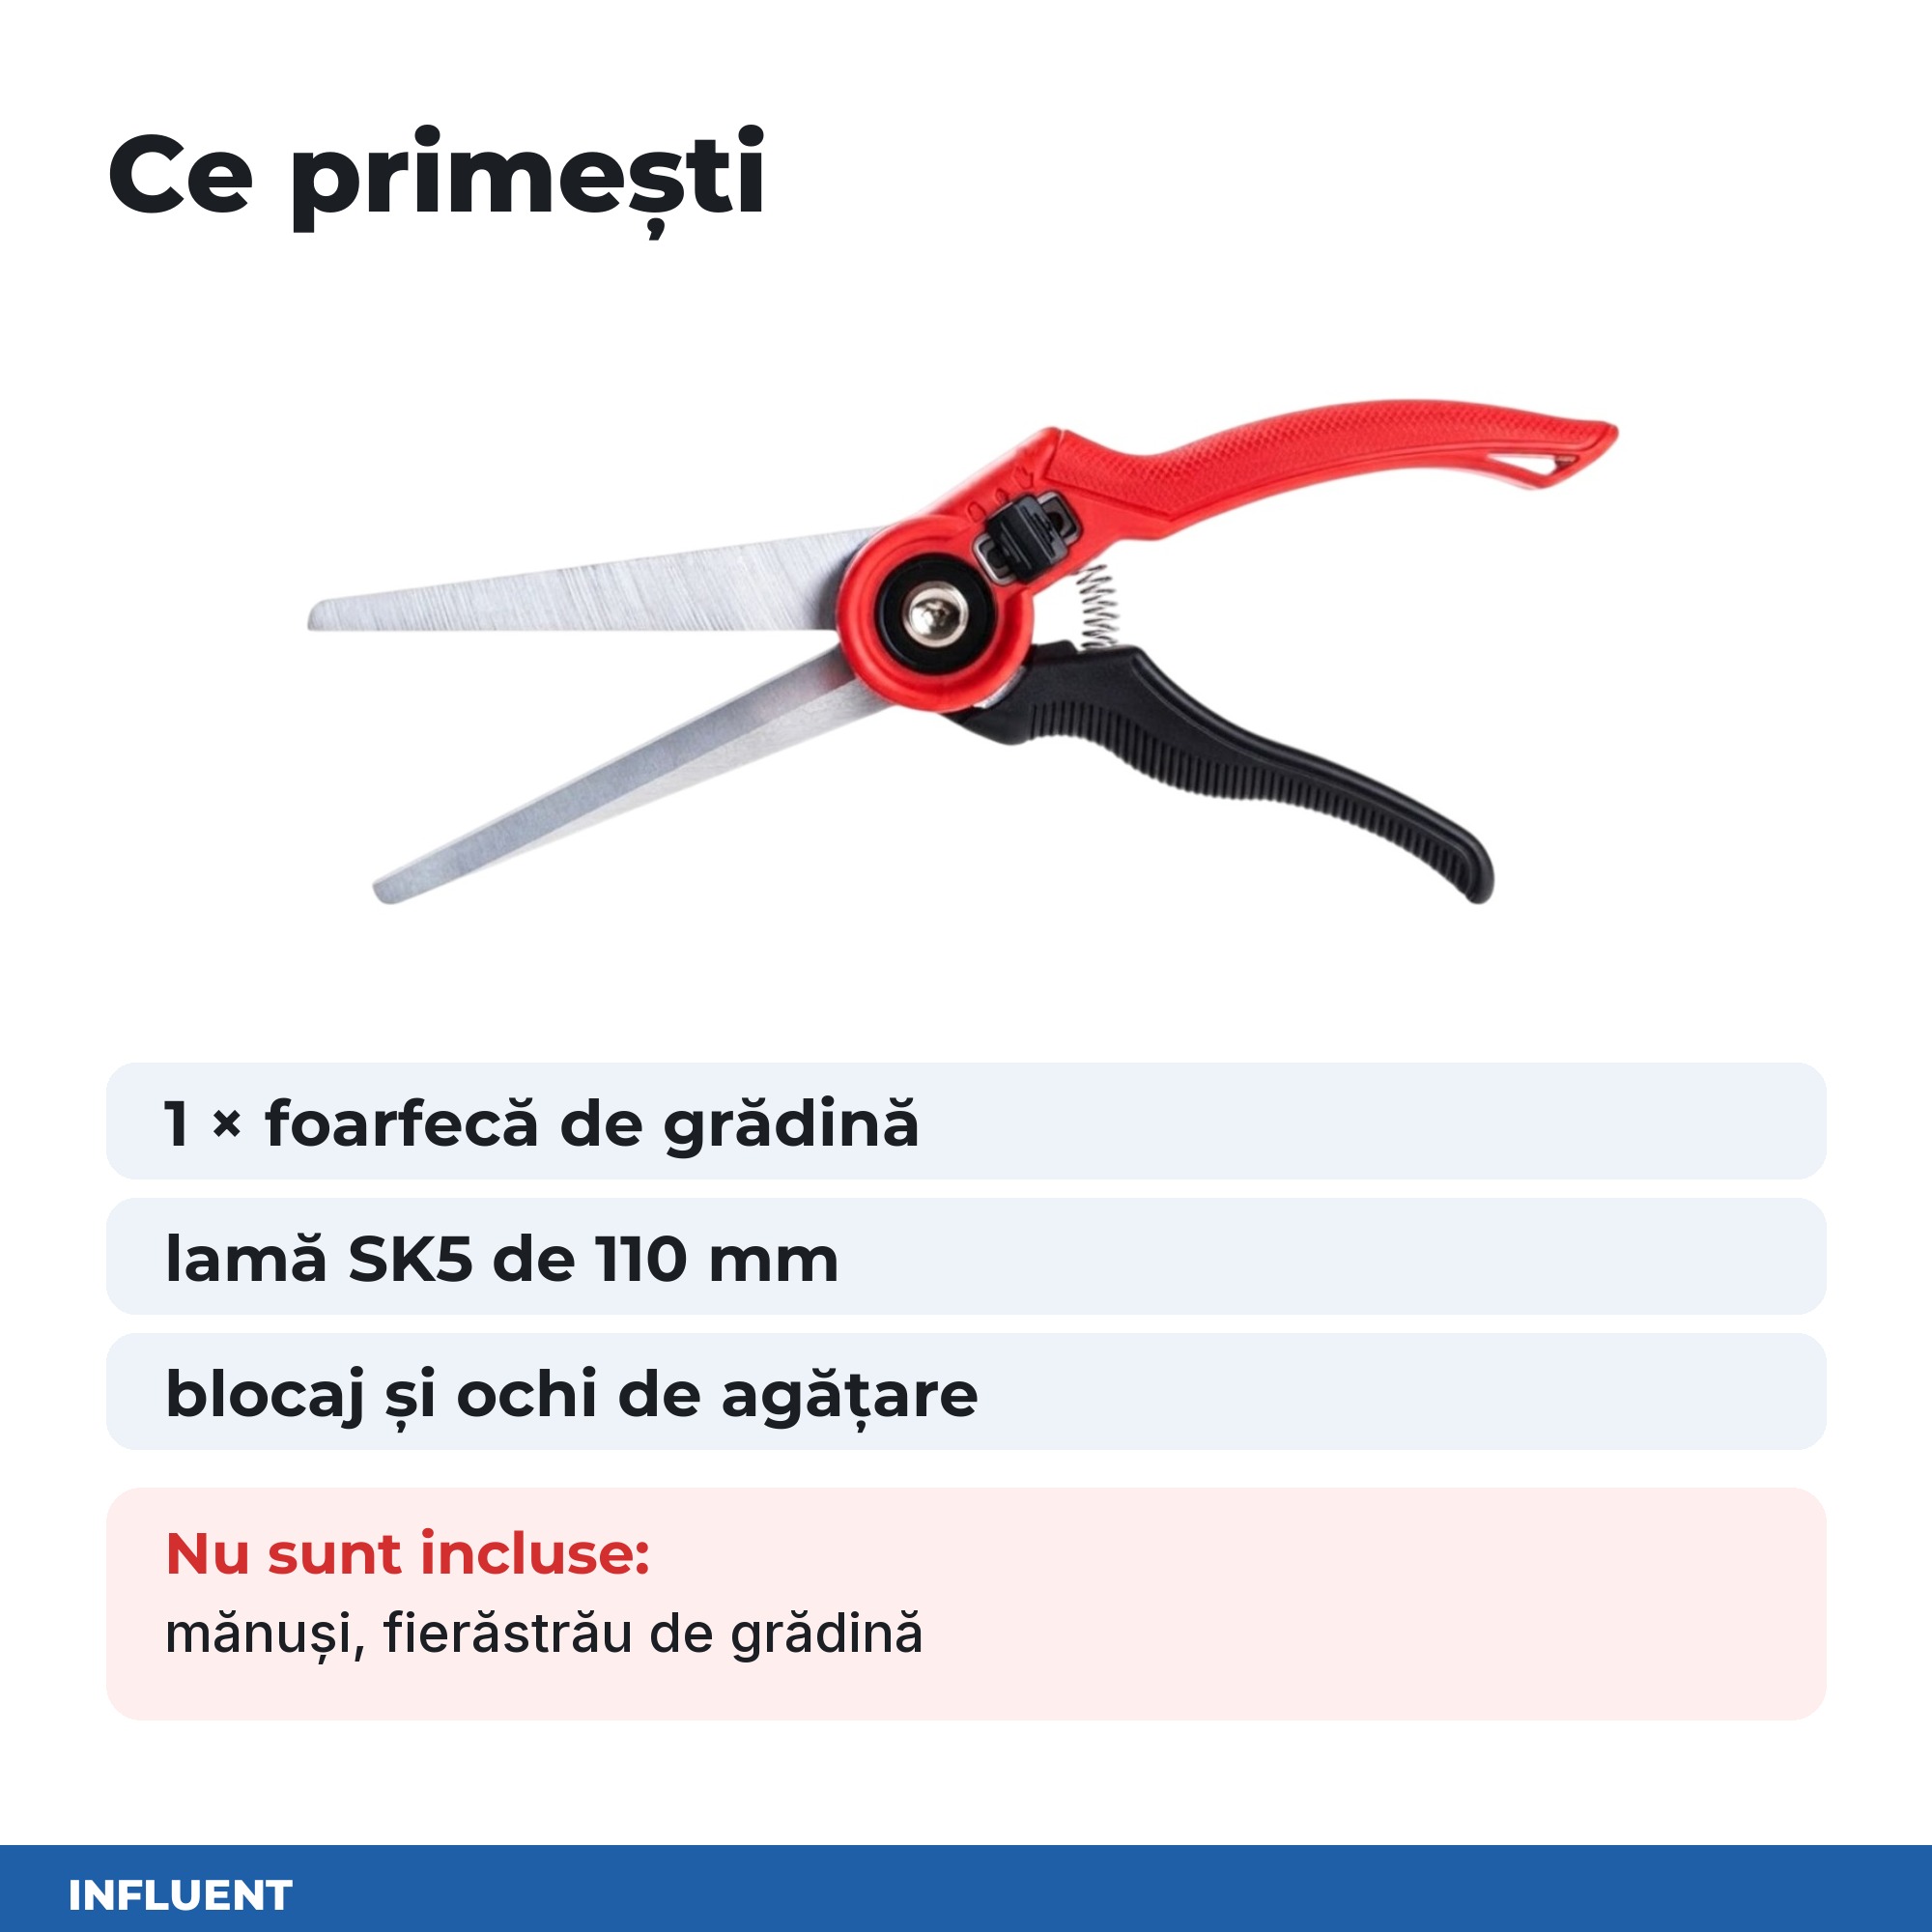 Ce primești
1 × foarfecă de grădină
lamă SK5 de 110 mm
blocaj și ochi de agățare
Nu sunt incluse:
mănuși, fierăstrău de grădină
INFLUENT